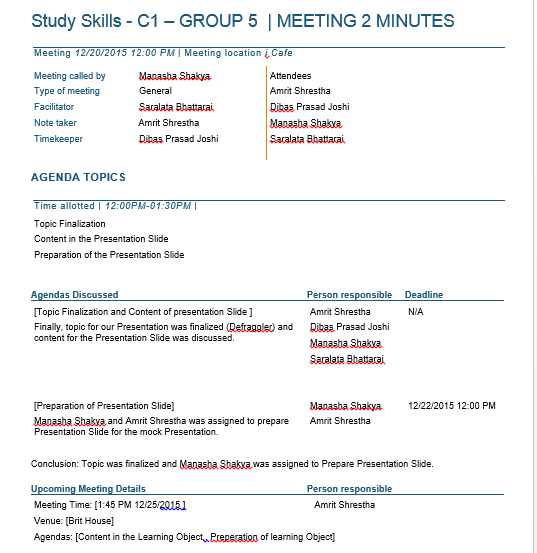 Study Skills - C1 – GROUP 5 | MEETING 2 MINUTES
Meeting 12/20/2015 12:00 PM | Meeting location i Cafe
Meeting called by Manasha Shakya Attendees
Type of meeting General Amrit Shrestha
Facilitator Saralata Bhattarai Dibas Prasad Joshi
Note taker Amrit Shrestha Manasha Shakya
Timekeeper Dibas Prasad Joshi Saralata Bhattarai
AGENDA TOPICS
Time allotted | 12:00PM-01:30PM |
Topic Finalization
Content in the Presentation Slide
Preparation of the Presentation Slide
Agendas Discussed Person responsible Deadline
[Topic Finalization and Content of presentation Slide ] Amrit Shrestha N/A
Finally, topic for our Presentation was finalized (Defraggler) and Dibas Prasad Joshi
content for the Presentation Slide was discussed. Manasha Shakya
Saralata Bhattarai
[Preparation of Presentation Slide] Manasha Shakya 12/22/2015 12:00 PM
Manasha Shakya and Amrit Shrestha was assigned to prepare Amrit Shrestha
Presentation Slide for the mock Presentation.
Conclusion: Topic was finalized and Manasha Shakya was assigned to Prepare Presentation Slide.
Upcoming Meeting Details Person responsible
Meeting Time: [1:45 PM 12/25/2015 ] Amrit Shrestha
Venue: [Brit House]
Agendas: [Content in the Learning Object,, Preperation of learning Object]